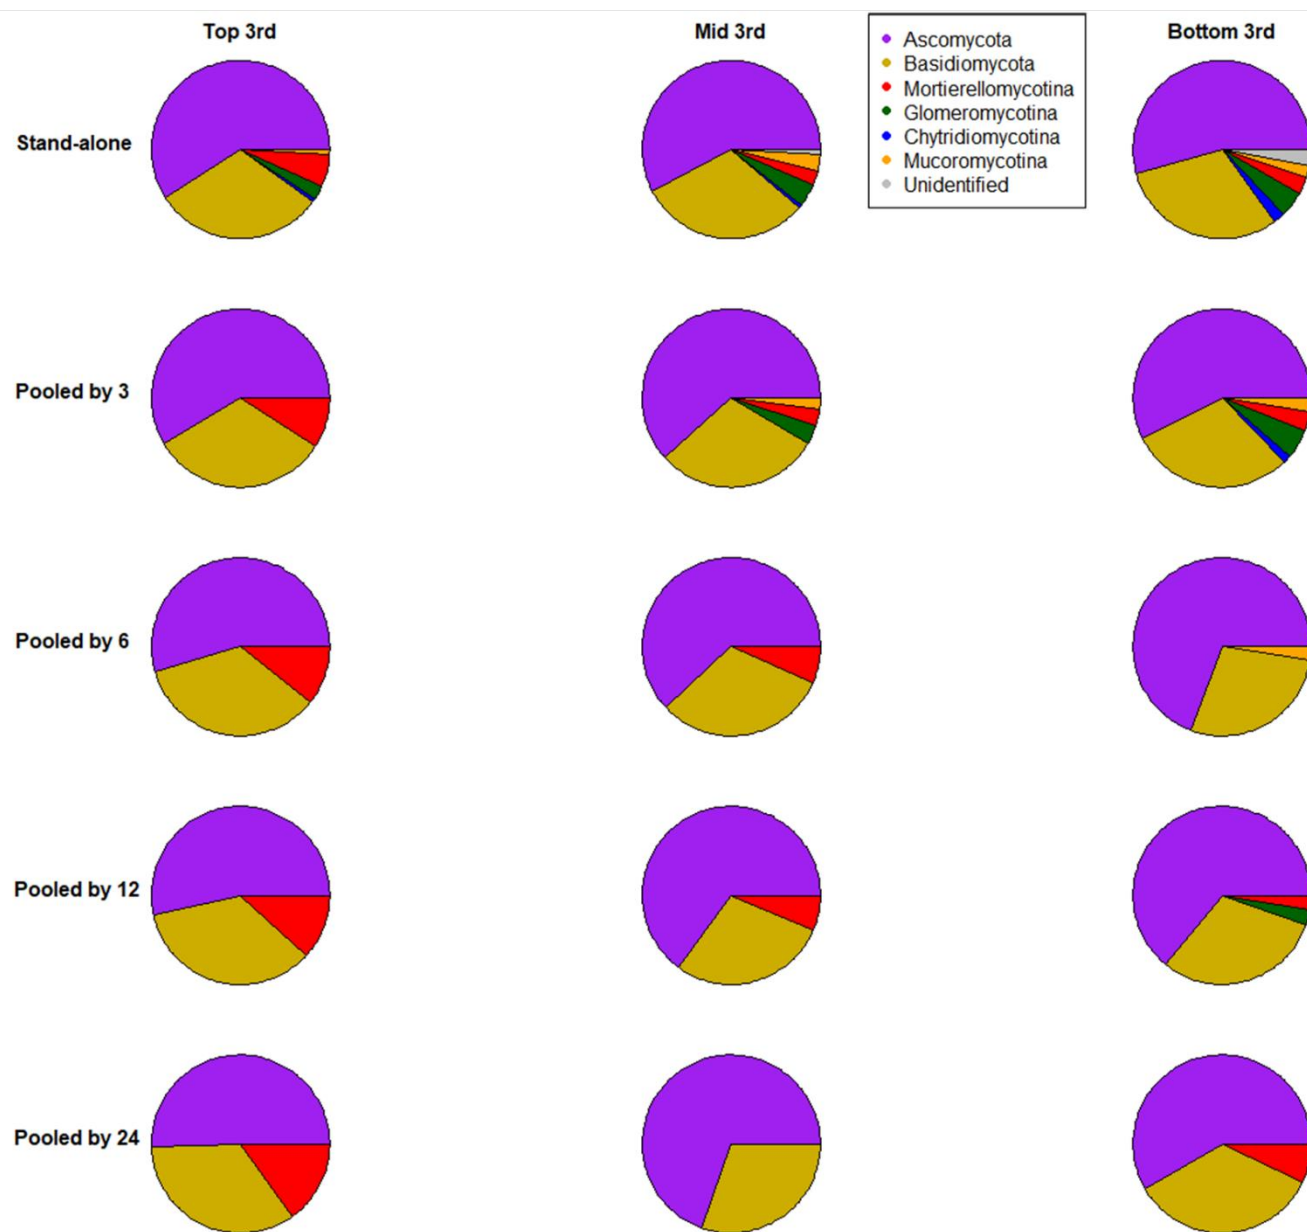 Top 3rd
Mid 3rd
Bottom 3rd
Ascomycota
Basidiomycota
Mortierellomycotina
Glomeromycotina
Chytridiomycotina
Mucoromycotina
Unidentified
Stand-alone
Pooled by 3
Pooled by 6
Pooled by 12
Pooled by 24